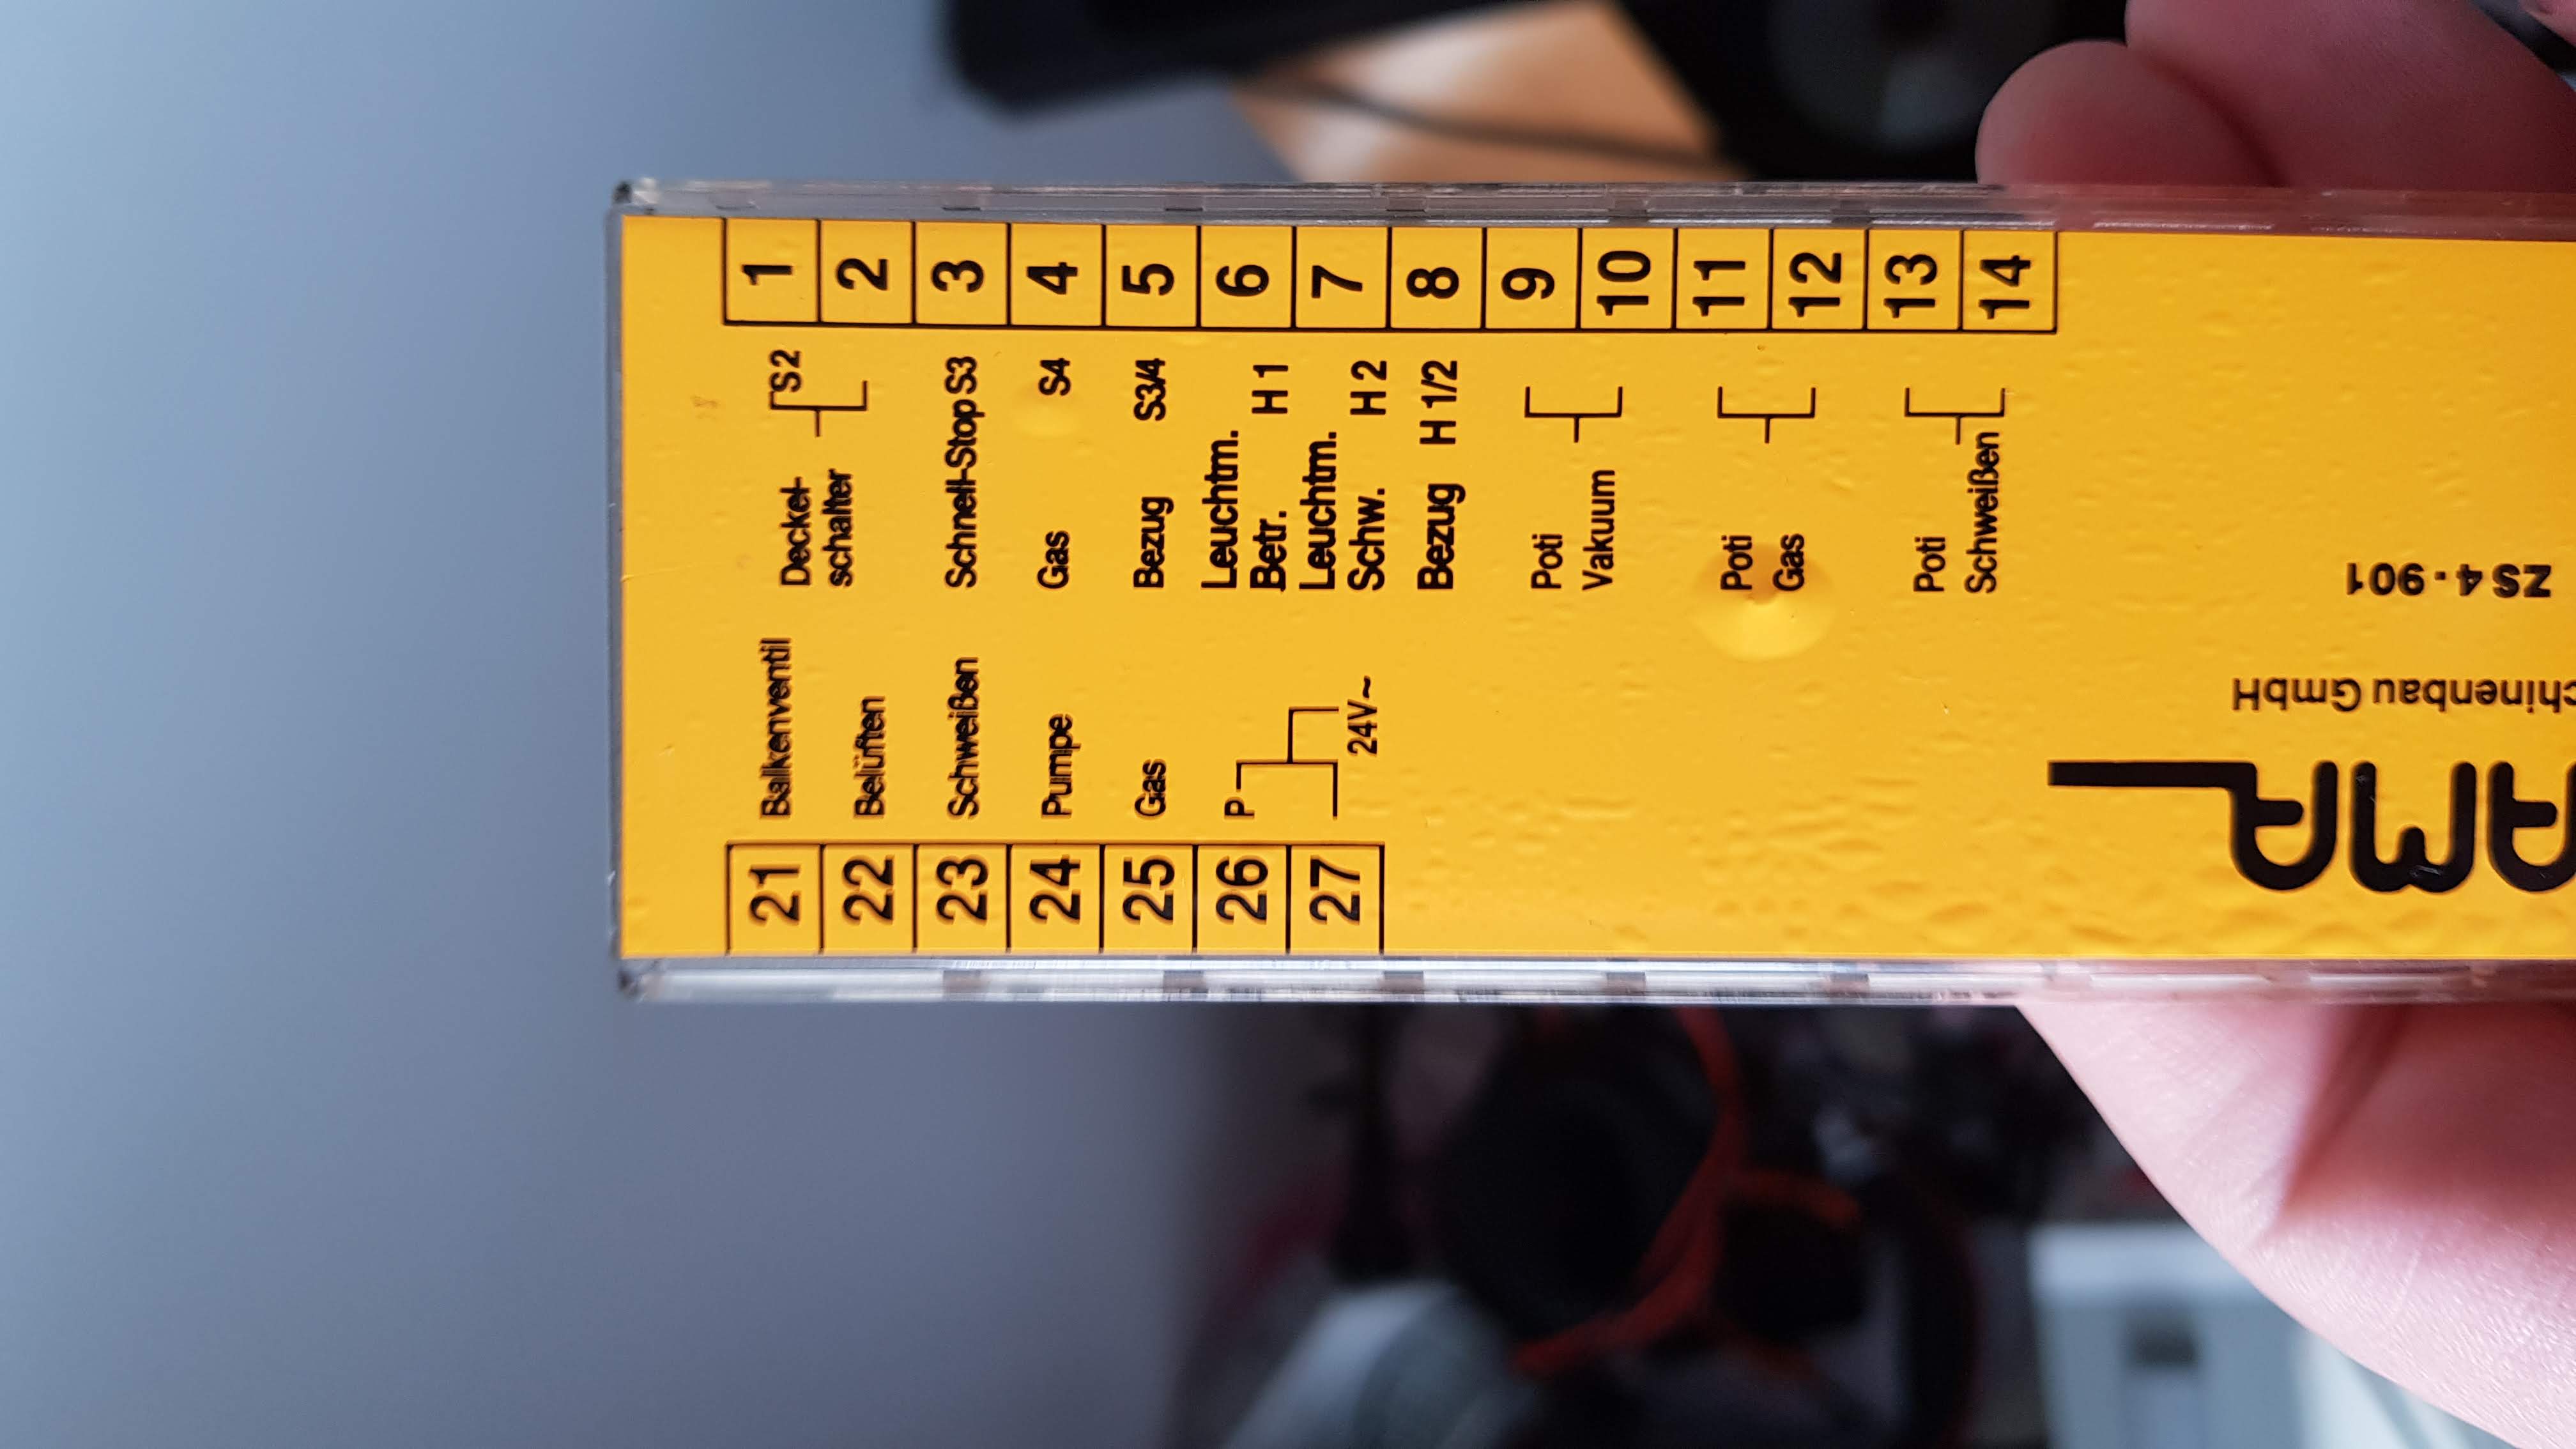 21 Balkenventil
22 Belüften
23 Schweißen
24 Pumpe
25 Gas
26 P
27
24V~
Deckel-
schalter
S2
1
2
Schnell-Stop S3 3
Gas S4 4
Bezug S3/4 5
Leuchtm.
Betr. H 1 6
Leuchtm.
Schw. H 2 7
Bezug H 1/2 8
Poti
Vakuum
9
10
Poti
Gas
11
12
Poti
Schweißen
13
14
chinenbau GmbH
ZS 4 · 901